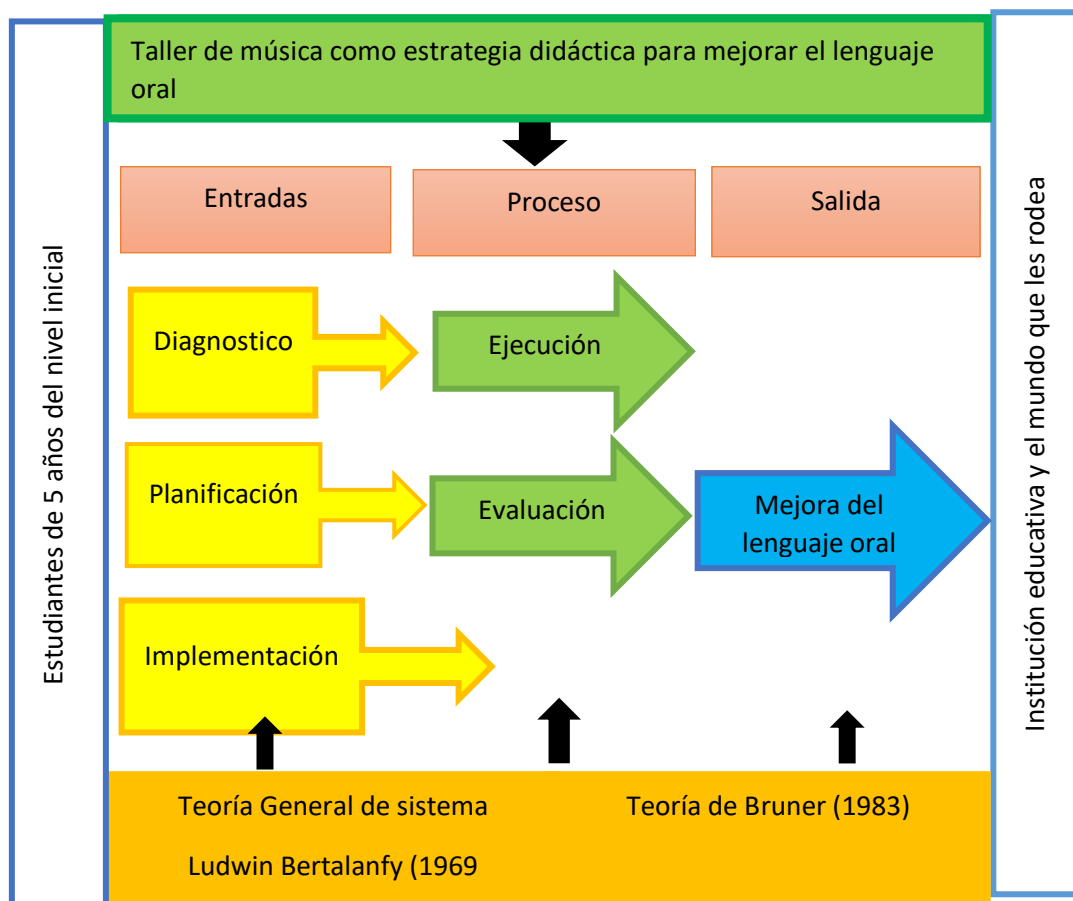 Taller de música como estrategia didáctica para mejorar el lenguaje
oral
Entradas
Proceso
Salida
Estudiantes de 5 años del nivel inicial
Diagnostico
Ejecución
Planificación
Evaluación
Mejora del
lenguaje oral
Implementación
Institución educativa y el mundo que les rodea
Teoría General de sistema
Teoría de Bruner (1983)
Ludwin Bertalanfy (1969